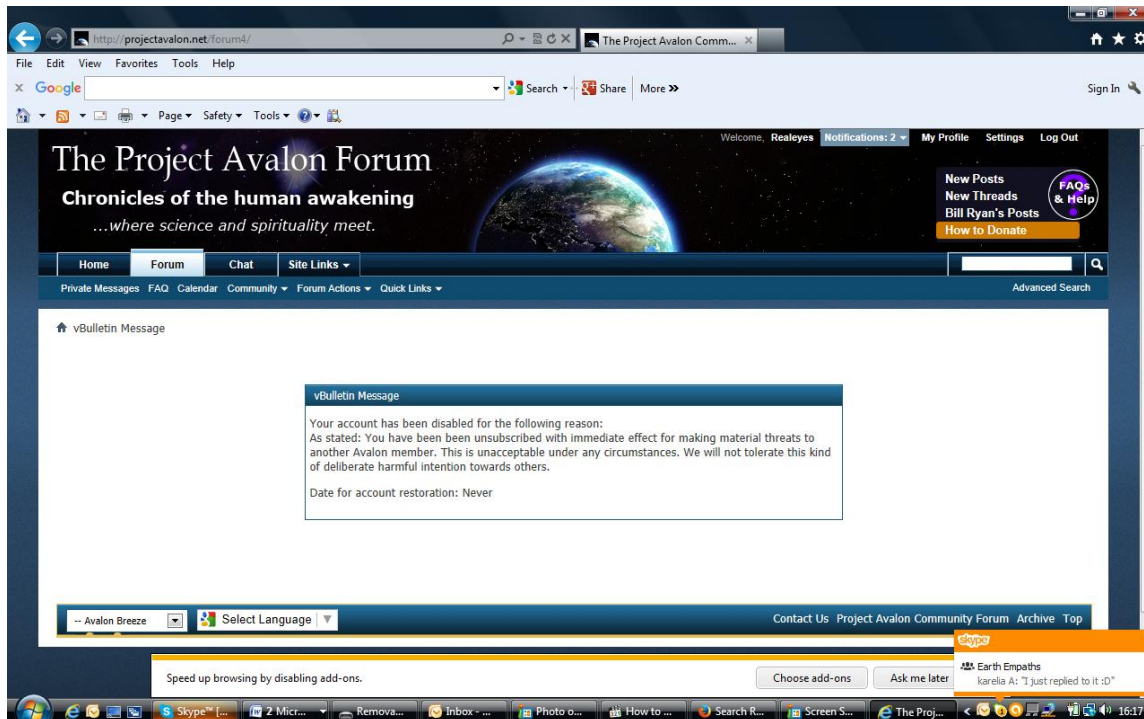 http://projectavalon.net/forum4/
The Project Avalon Comm...
File Edit View Favorites Tools Help
x Google Search Share More >> Sign In
Page Safety Tools
Welcome, Realeyes Notifications: 2 My Profile Settings Log Out
The Project Avalon Forum
Chronicles of the human awakening
...where science and spirituality meet.
New Posts
New Threads
Bill Ryan's Posts
How to Donate
FAQs
& Help
?
Home Forum Chat Site Links
Private Messages FAQ Calendar Community Forum Actions Quick Links Advanced Search
vBulletin Message
vBulletin Message
Your account has been disabled for the following reason:
As stated: You have been been unsubscribed with immediate effect for making material threats to
another Avalon member. This is unacceptable under any circumstances. We will not tolerate this kind
of deliberate harmful intention towards others.
Date for account restoration: Never
-- Avalon Breeze Select Language Contact Us Project Avalon Community Forum Archive Top
skype
Earth Empaths
karelia A: "I just replied to it :D"
Speed up browsing by disabling add-ons. Choose add-ons Ask me later
Skype™ [... 2 Micr... Remova... Inbox - ... Photo o... How to ... Search R... Screen S... The Proj...